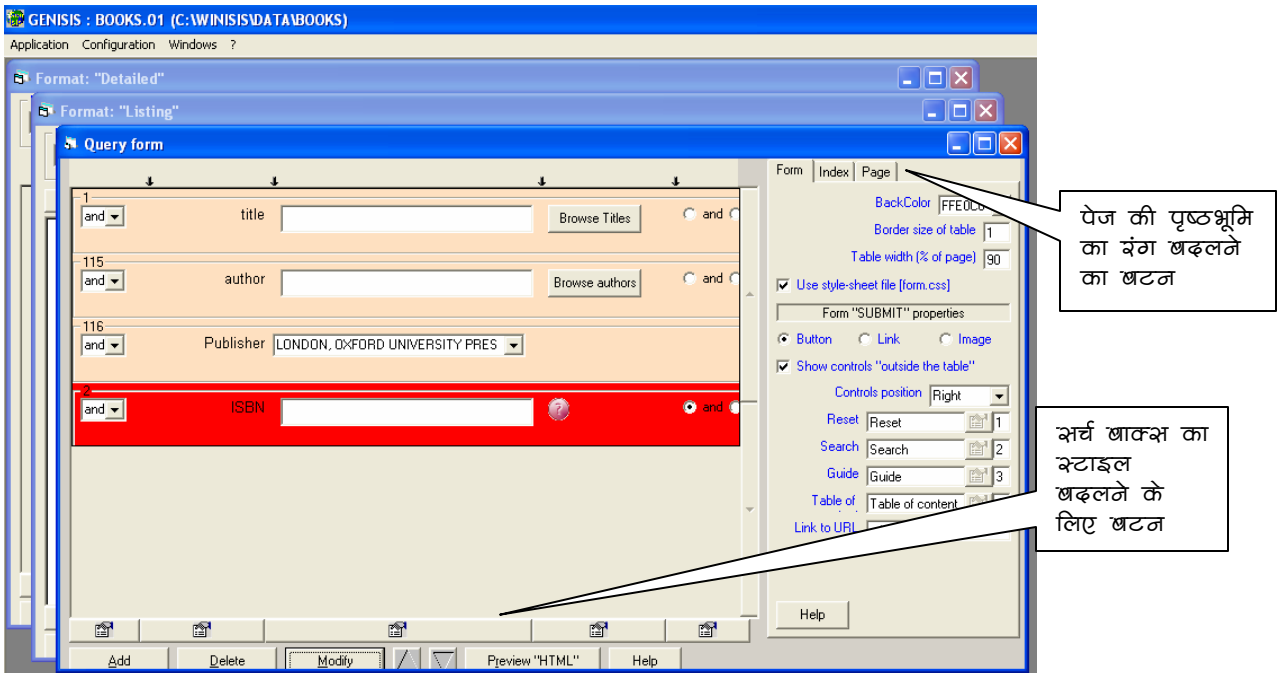 GENISIS : BOOKS.01 (C:\WINISIS\DATA\BOOKS)
Application Configuration Windows ?
Format: "Detailed"
Format: "Listing"
Query form
1
and title Browse Titles and
115
and author Browse authors and
116
and Publisher LONDON, OXFORD UNIVERSITY PRES
2
and ISBN ? and
Add Delete Modify Preview "HTML" Help
Form Index Page
BackColor FFE0C0
Border size of table 1
Table width (% of page) 90
Use style-sheet file [form.css]
Form "SUBMIT" properties
Button Link Image
Show controls "outside the table"
Controls position Right
Reset Reset 1
Search Search 2
Guide Guide 3
Table of Table of content
Link to URL
Help
पेज की पृष्ठभूमि
का रंग बदलने
का बटन
सर्च बाक्स का
स्टाइल
बदलने के
लिए बटन